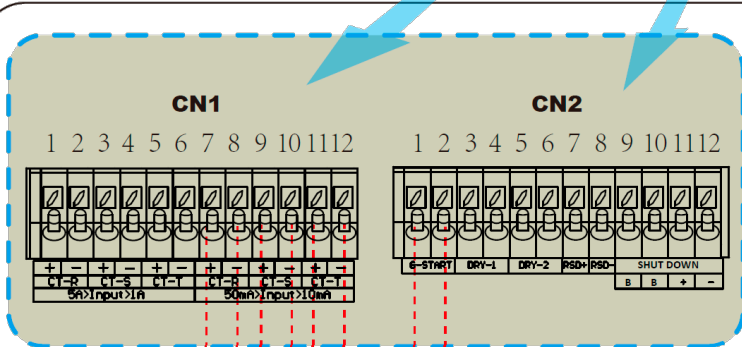 CN1
1 2 3 4 5 6 7 8 9 10 11 12
+ − + − + − + − + − + −
CT-R CT-S CT-T CT-R CT-S CT-T
5A>Input>1A 50mA>Input>10mA
CN2
1 2 3 4 5 6 7 8 9 10 11 12
G-START DRY-1 DRY-2 RSD+ RSD- SHUT DOWN
B B + −